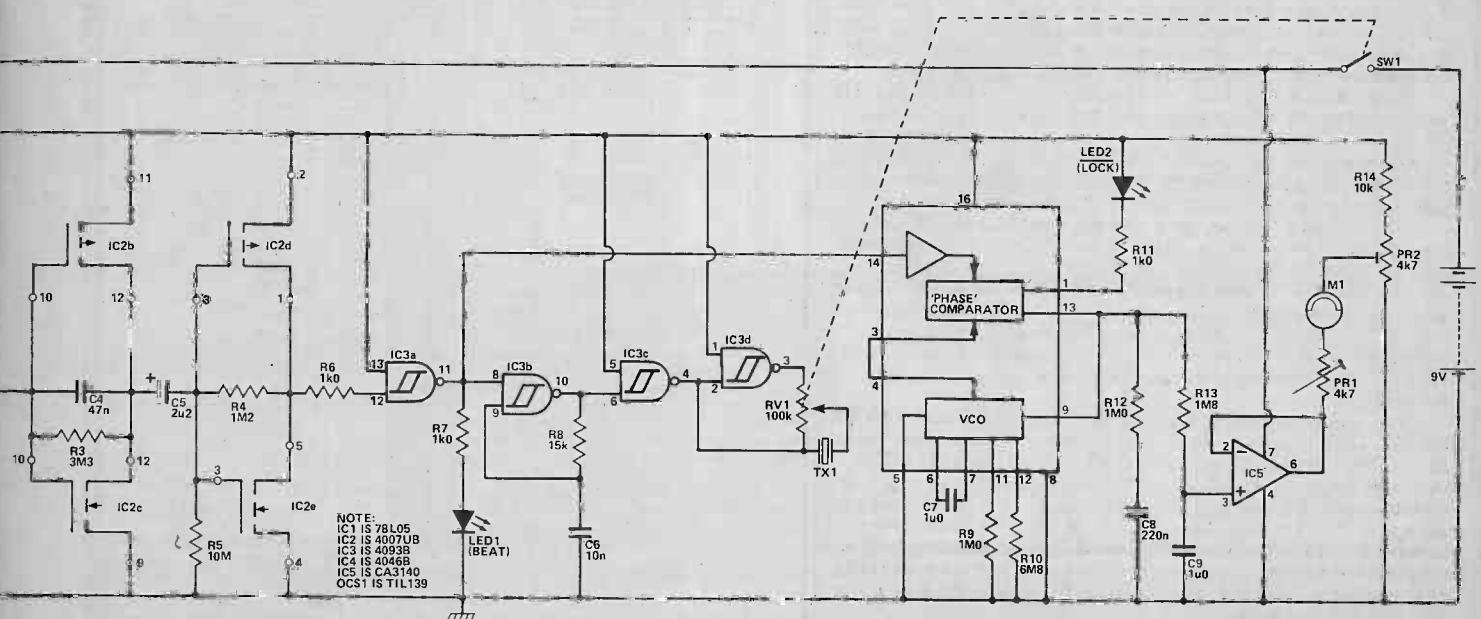 SW1
LED2
(LOCK)
16
R14
10k
11
2
IC2b
IC2d
R11
1k0
PR2
4k7
14
10
12
3
1
'PHASE'
COMPARATOR
1
13
M1
3
IC3a
IC3b
IC3c
IC3d
R6
1k0
13
12
11
8
9
10
5
6
4
1
2
3
4
+
C4
47n
C5
2u2
R4
1M2
RV1
100k
VCO
9
R12
1M0
R13
1M8
PR1
4k7
9V
R3
3M3
R7
1k0
R8
15k
TX1
5
10
12
3
5
6
7
11
12
8
2
−
7
IC5
6
+
3
4
IC2c
IC2e
C7
1u0
R9
1M0
R10
6M8
C8
220n
C9
1u0
R5
10M
9
4
NOTE:
IC1 IS 78L05
IC2 IS 4007UB
IC3 IS 4093B
IC4 IS 4046B
IC5 IS CA3140
OCS1 IS TIL139
LED1
(BEAT)
C6
10n